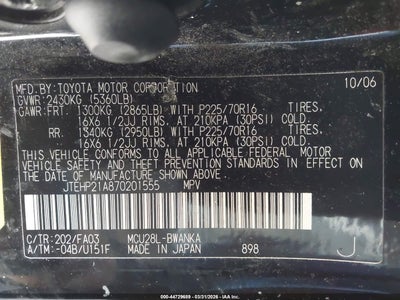 MFD.BY TOYOTA MOTOR CORPORATION 10/06
GVWR:2430KG (5360LB)
GAWR:FRT. 1300KG (2865LB) WITH P225/70R16 TIRES.
16X6 1/2JJ RIMS. AT 210KPA (30PSI) COLD
RR. 1340KG (2950LB) WITH P225/70R16 TIRES.
16X6 1/2JJ RIMS. AT 210KPA (30PSI) COLD
THIS VEHICLE CONFORMS TO ALL APPLICABLE FEDERAL MOTOR
VEHICLE SAFETY AND THEFT PREVENTION STANDARDS IN EFFECT ON
THE DATE OF MANUFACTURE SHOWN ABOVE.
JTEHP21A870201555 MPV
C/TR:202/FA03 MCU28L-BWANKA
A/TM:-04B/U151F MADE IN JAPAN 898 J
000-44729689 - 03/31/2026 - IAAI.COM